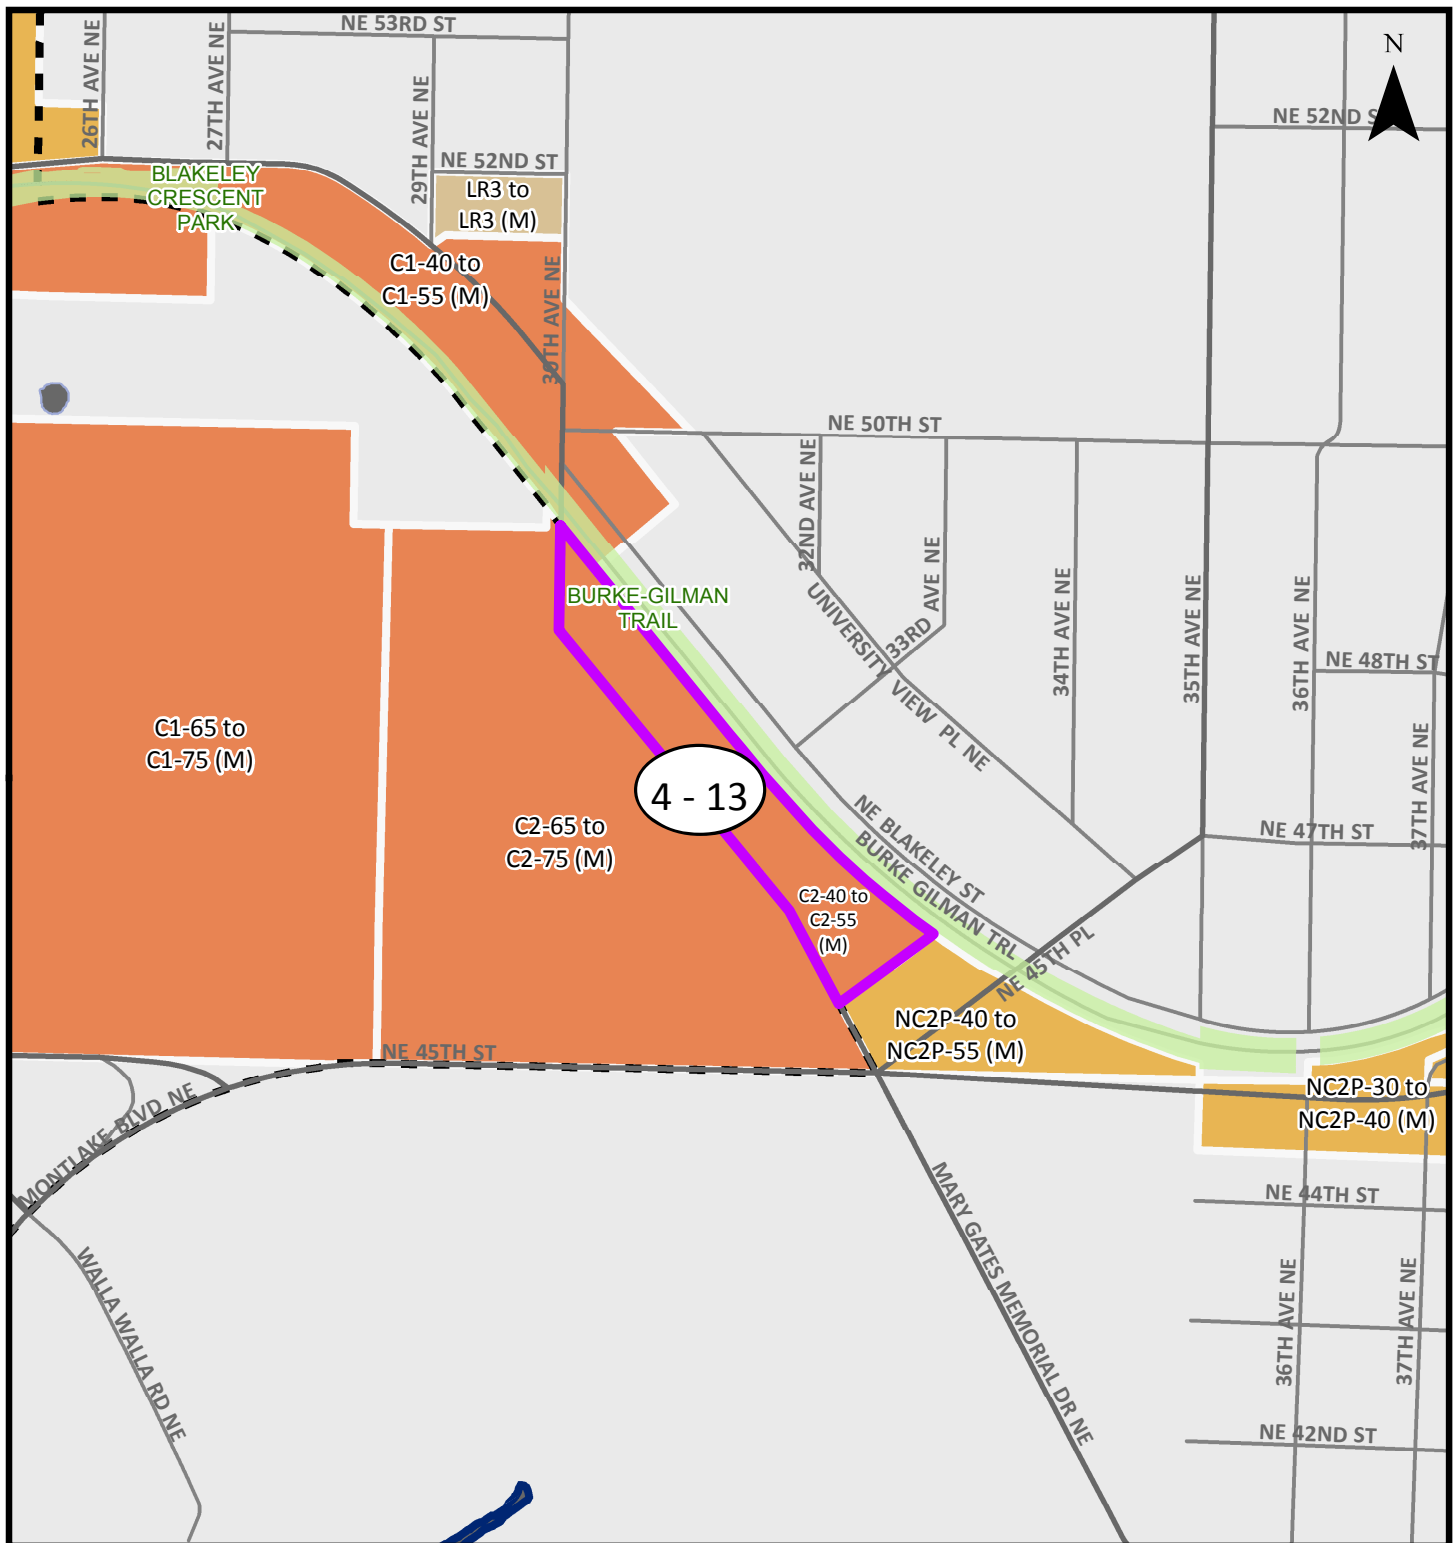 NE 53RD ST
26TH AVE NE
27TH AVE NE
29TH AVE NE
N
NE 52ND S
NE 52ND ST
BLAKELEY
CRESCENT
PARK
LR3 to
LR3 (M)
C1-40 to
C1-55 (M)
30TH AVE NE
NE 50TH ST
32ND AVE NE
33RD AVE NE
34TH AVE NE
35TH AVE NE
36TH AVE NE
NE 48TH ST
37TH AVE NE
BURKE-GILMAN
TRAIL
UNIVERSITY VIEW PL NE
C1-65 to
C1-75 (M)
4 - 13
C2-65 to
C2-75 (M)
NE BLAKELEY ST
BURKE GILMAN TRL
NE 47TH ST
C2-40 to
C2-55
(M)
NE 45TH PL
NC2P-40 to
NC2P-55 (M)
NE 45TH ST
NC2P-30 to
NC2P-40 (M)
MONTLAKE BLVD NE
MARY GATES MEMORIAL DR NE
NE 44TH ST
WALLA WALLA RD NE
36TH AVE NE
37TH AVE NE
NE 42ND ST